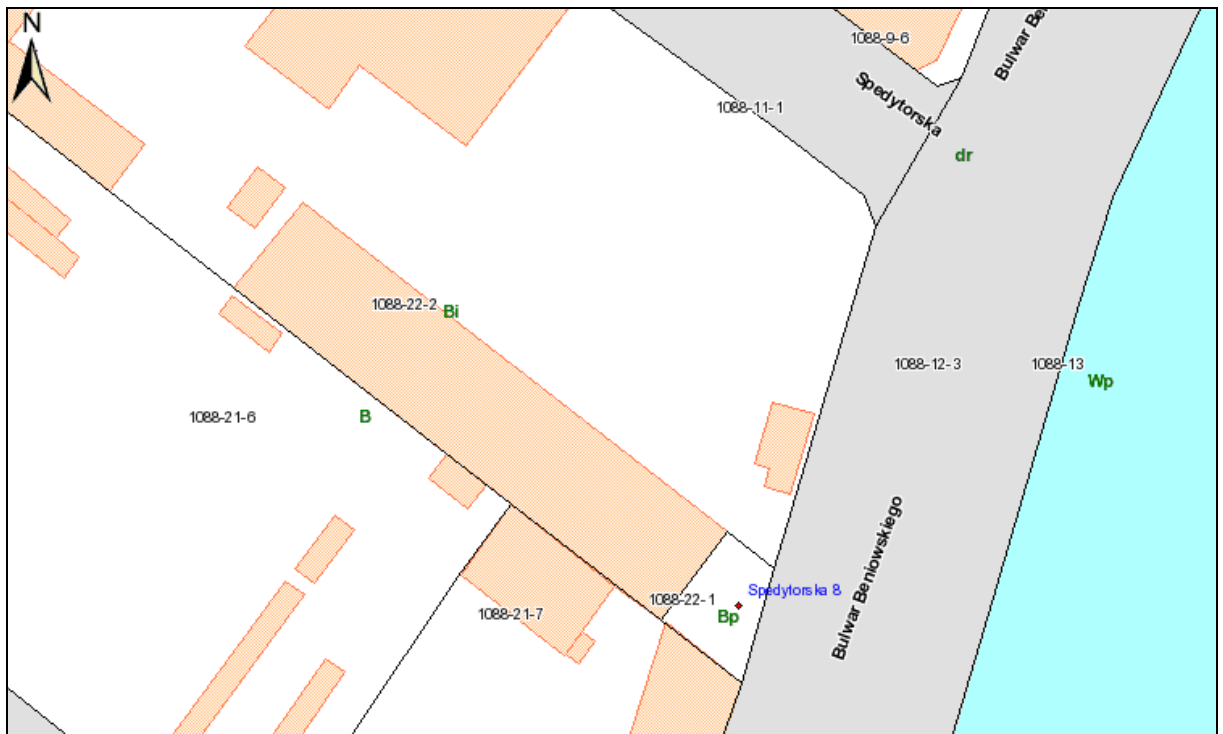 N
1088-9-6
Bulwar Be
Spedytorska
1088-11-1
dr
1088-22-2
Bi
1088-12-3
1088-13
Wp
1088-21-6
B
Bulwar Beniowskiego
Spedytorska 8
1088-22-1
Bp
1088-21-7